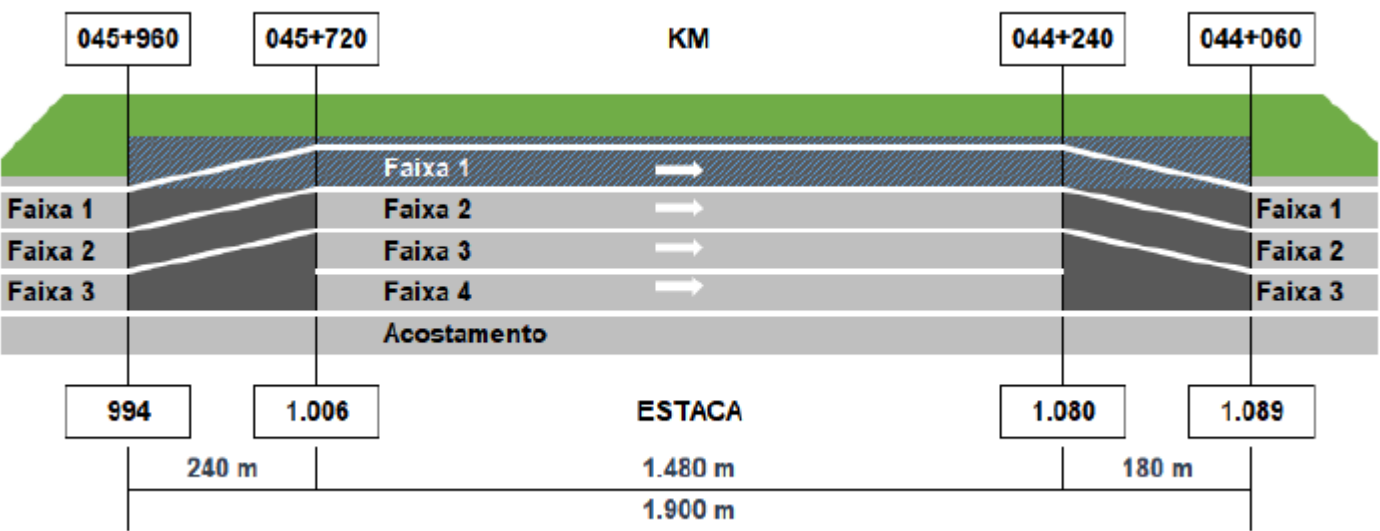 045+960 045+720 KM 044+240 044+060
Faixa 1
Faixa 1 Faixa 2 Faixa 1
Faixa 2 Faixa 3 Faixa 2
Faixa 3 Faixa 4 Faixa 3
Acostamento
994 1.006 ESTACA 1.080 1.089
240 m 1.480 m 180 m
1.900 m